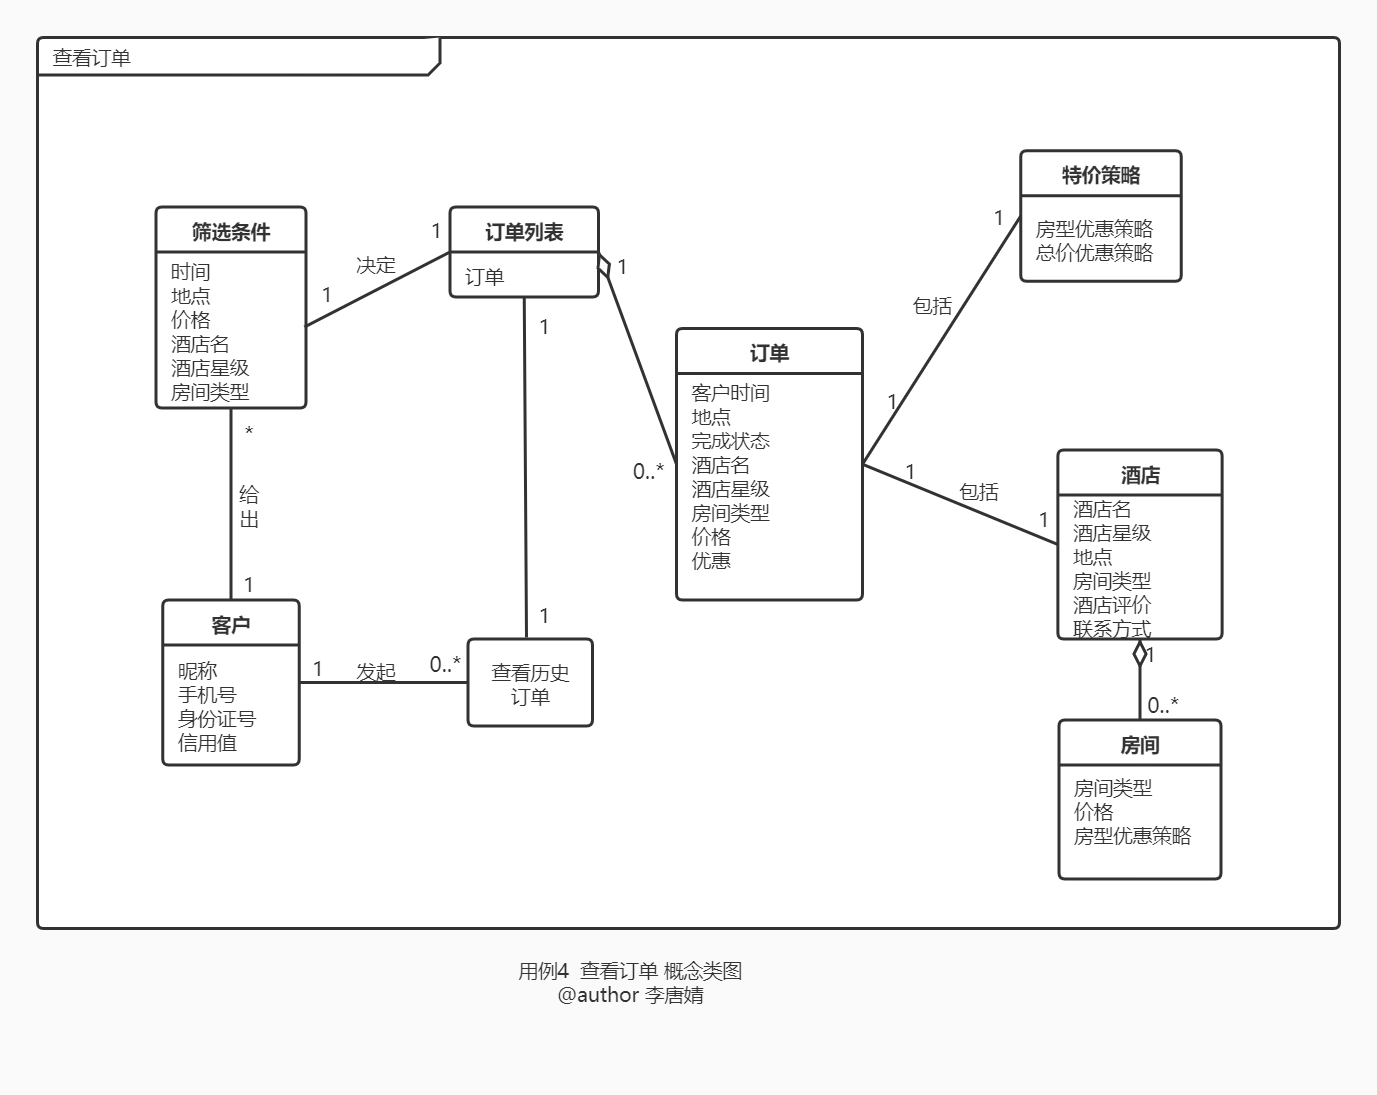 查看订单
筛选条件
时间
地点
价格
酒店名
酒店星级
房间类型
1
决定
1
订单列表
订单
1
1
*
给
出
1
客户
昵称
手机号
身份证号
信用值
1
发起
0..*
1
查看历史
订单
0..*
订单
客户时间
地点
完成状态
酒店名
酒店星级
房间类型
价格
优惠
1
包括
1
特价策略
房型优惠策略
总价优惠策略
1
包括
1
酒店
酒店名
酒店星级
地点
房间类型
酒店评价
联系方式
1
0..*
房间
房间类型
价格
房型优惠策略
用例4 查看订单 概念类图
@author 李唐婧